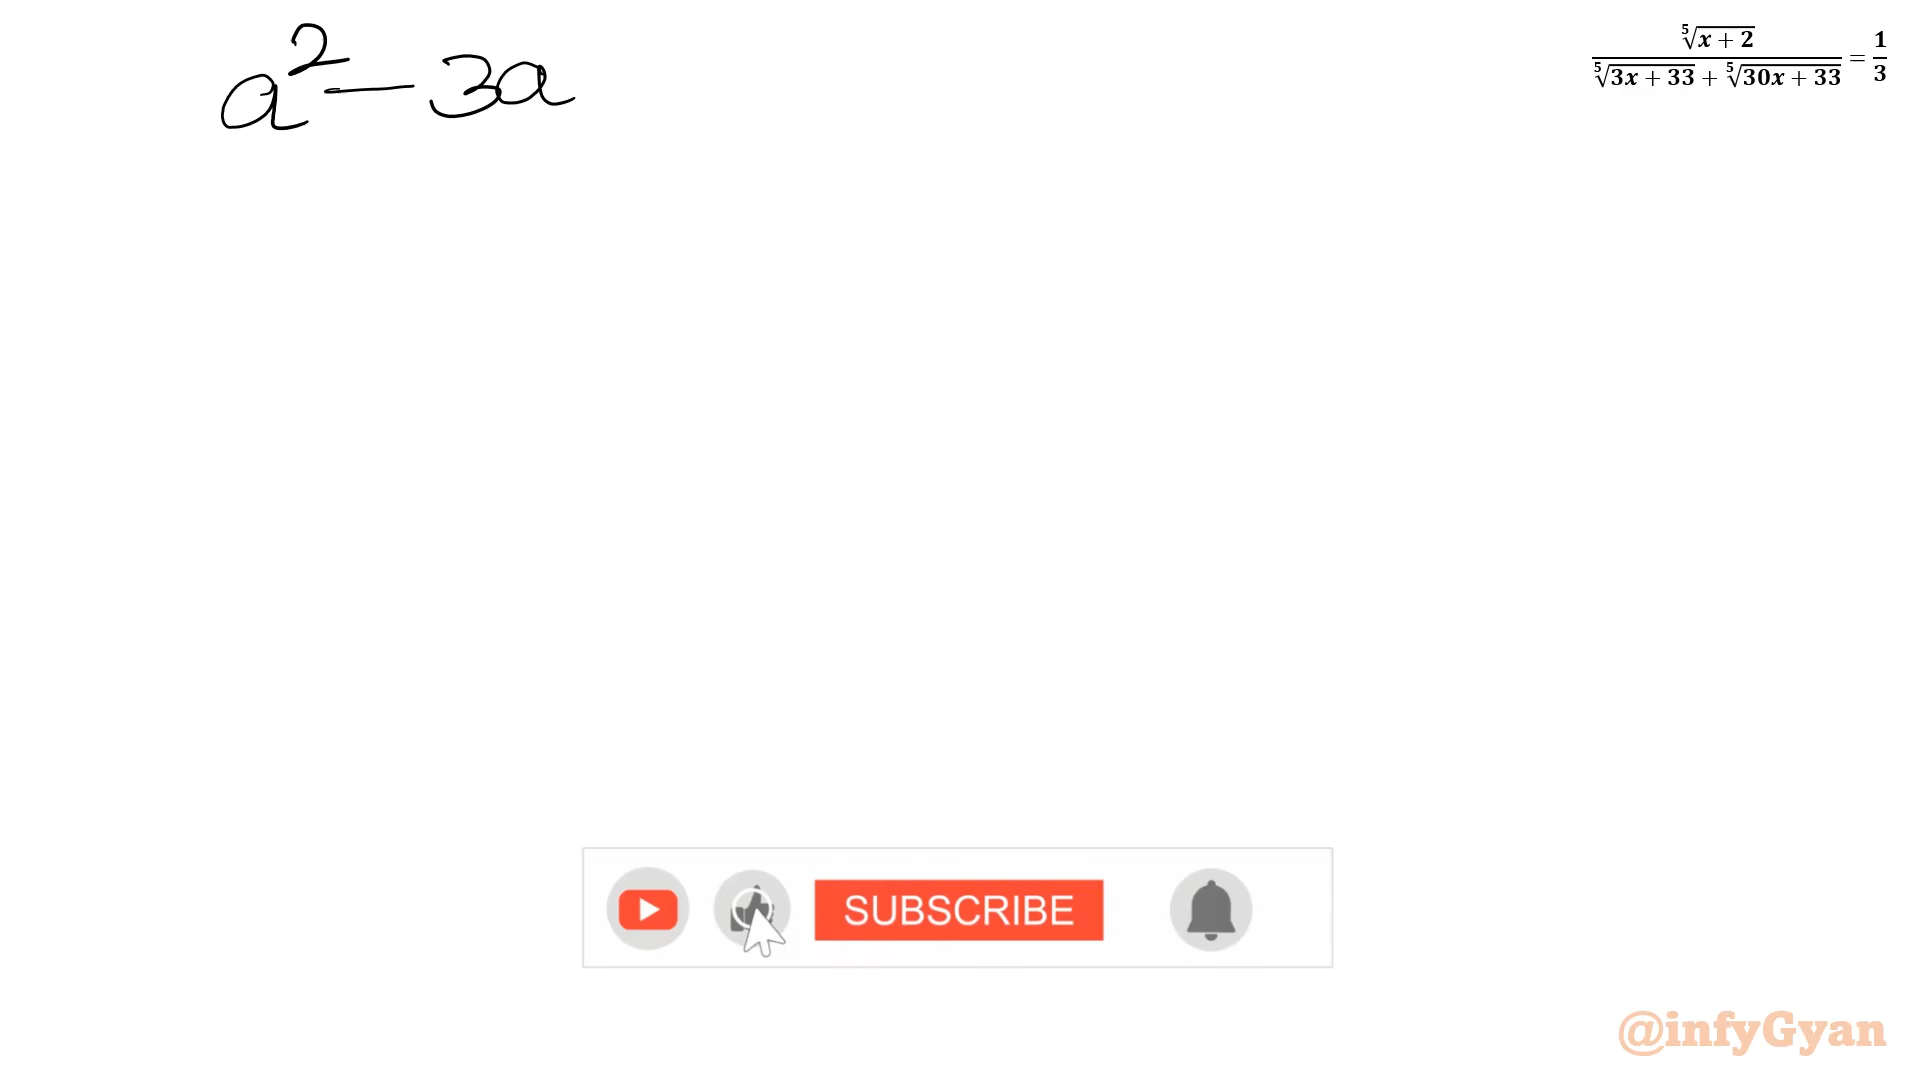 a² − 3a
⁵√(x + 2) / (⁵√(3x + 33) + ⁵√(30x + 33)) = 1/3
SUBSCRIBE
@infyGyan